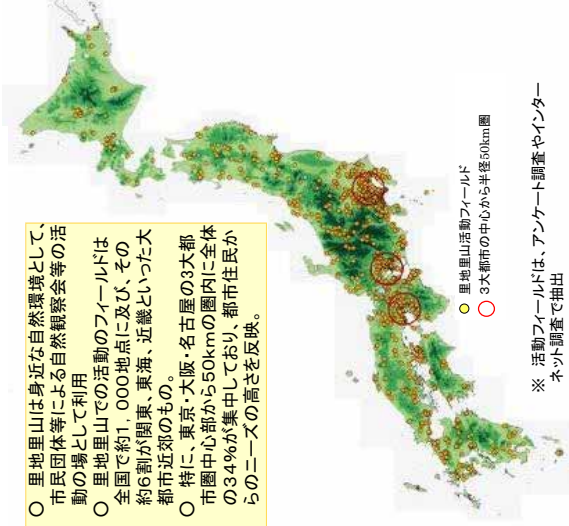 ○ 里地里山は身近な自然環境として、
市民団体等による自然観察会等の活
動の場として利用
○ 里地里山での活動のフィールドは
全国で約1，000地点に及び、その
約6割が関東、東海、近畿といった大
都市近郊のもの。
○ 特に、東京・大阪・名古屋の3大都
市圏中心部から50kmの圏内に全体
の34%が集中しており、都市住民か
らのニーズの高さを反映。
里地里山活動フィールド
3大都市の中心から半径50km圏
※ 活動フィールドは、アンケート調査やインター
ネット調査で抽出